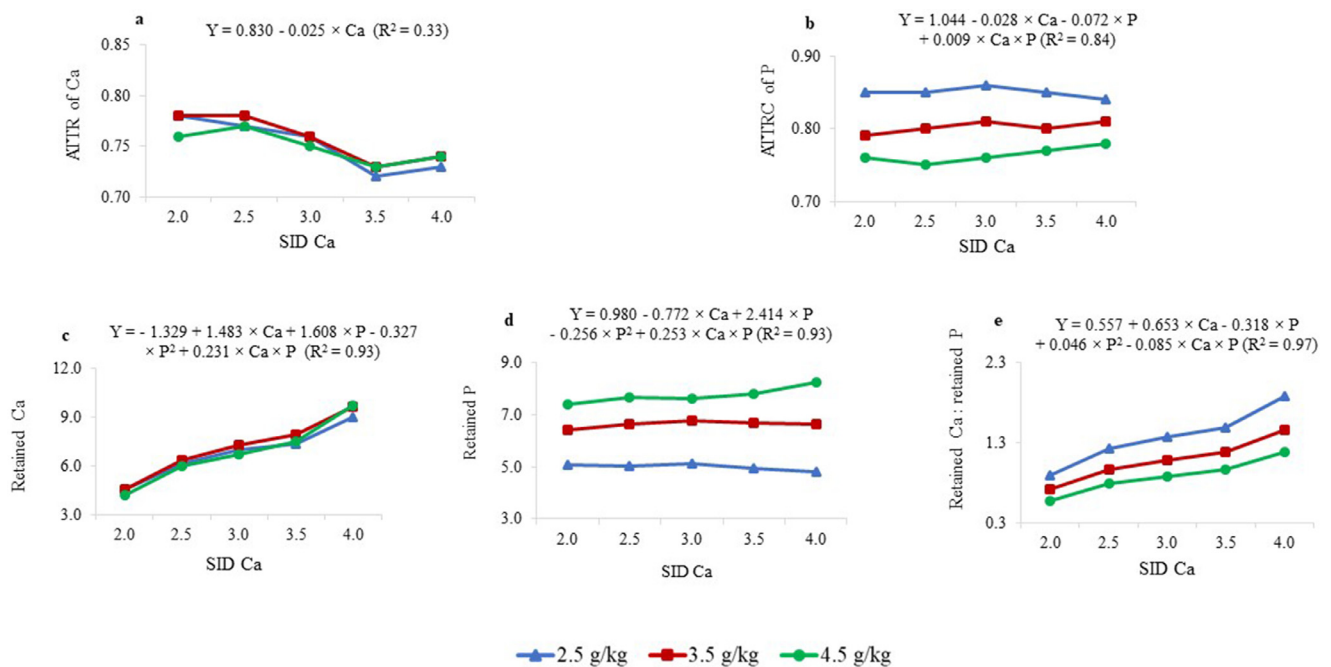 a
Y = 0.830 - 0.025 × Ca (R² = 0.33)
ATTR of Ca
0.85
0.80
0.75
0.70
2.0 2.5 3.0 3.5 4.0
SID Ca
b
Y = 1.044 - 0.028 × Ca - 0.072 × P
+ 0.009 × Ca × P (R² = 0.84)
ATTRC of P
0.90
0.80
0.70
2.0 2.5 3.0 3.5 4.0
SID Ca
c
Y = - 1.329 + 1.483 × Ca + 1.608 × P - 0.327
× P² + 0.231 × Ca × P (R² = 0.93)
Retained Ca
12.0
9.0
6.0
3.0
2.0 2.5 3.0 3.5 4.0
SID Ca
d
Y = 0.980 - 0.772 × Ca + 2.414 × P
- 0.256 × P² + 0.253 × Ca × P (R² = 0.93)
Retained P
9.0
7.0
5.0
3.0
2.0 2.5 3.0 3.5 4.0
SID Ca
e
Y = 0.557 + 0.653 × Ca - 0.318 × P
+ 0.046 × P² - 0.085 × Ca × P (R² = 0.97)
Retained Ca : retained P
2.3
1.3
0.3
2.0 2.5 3.0 3.5 4.0
SID Ca
2.5 g/kg 3.5 g/kg 4.5 g/kg